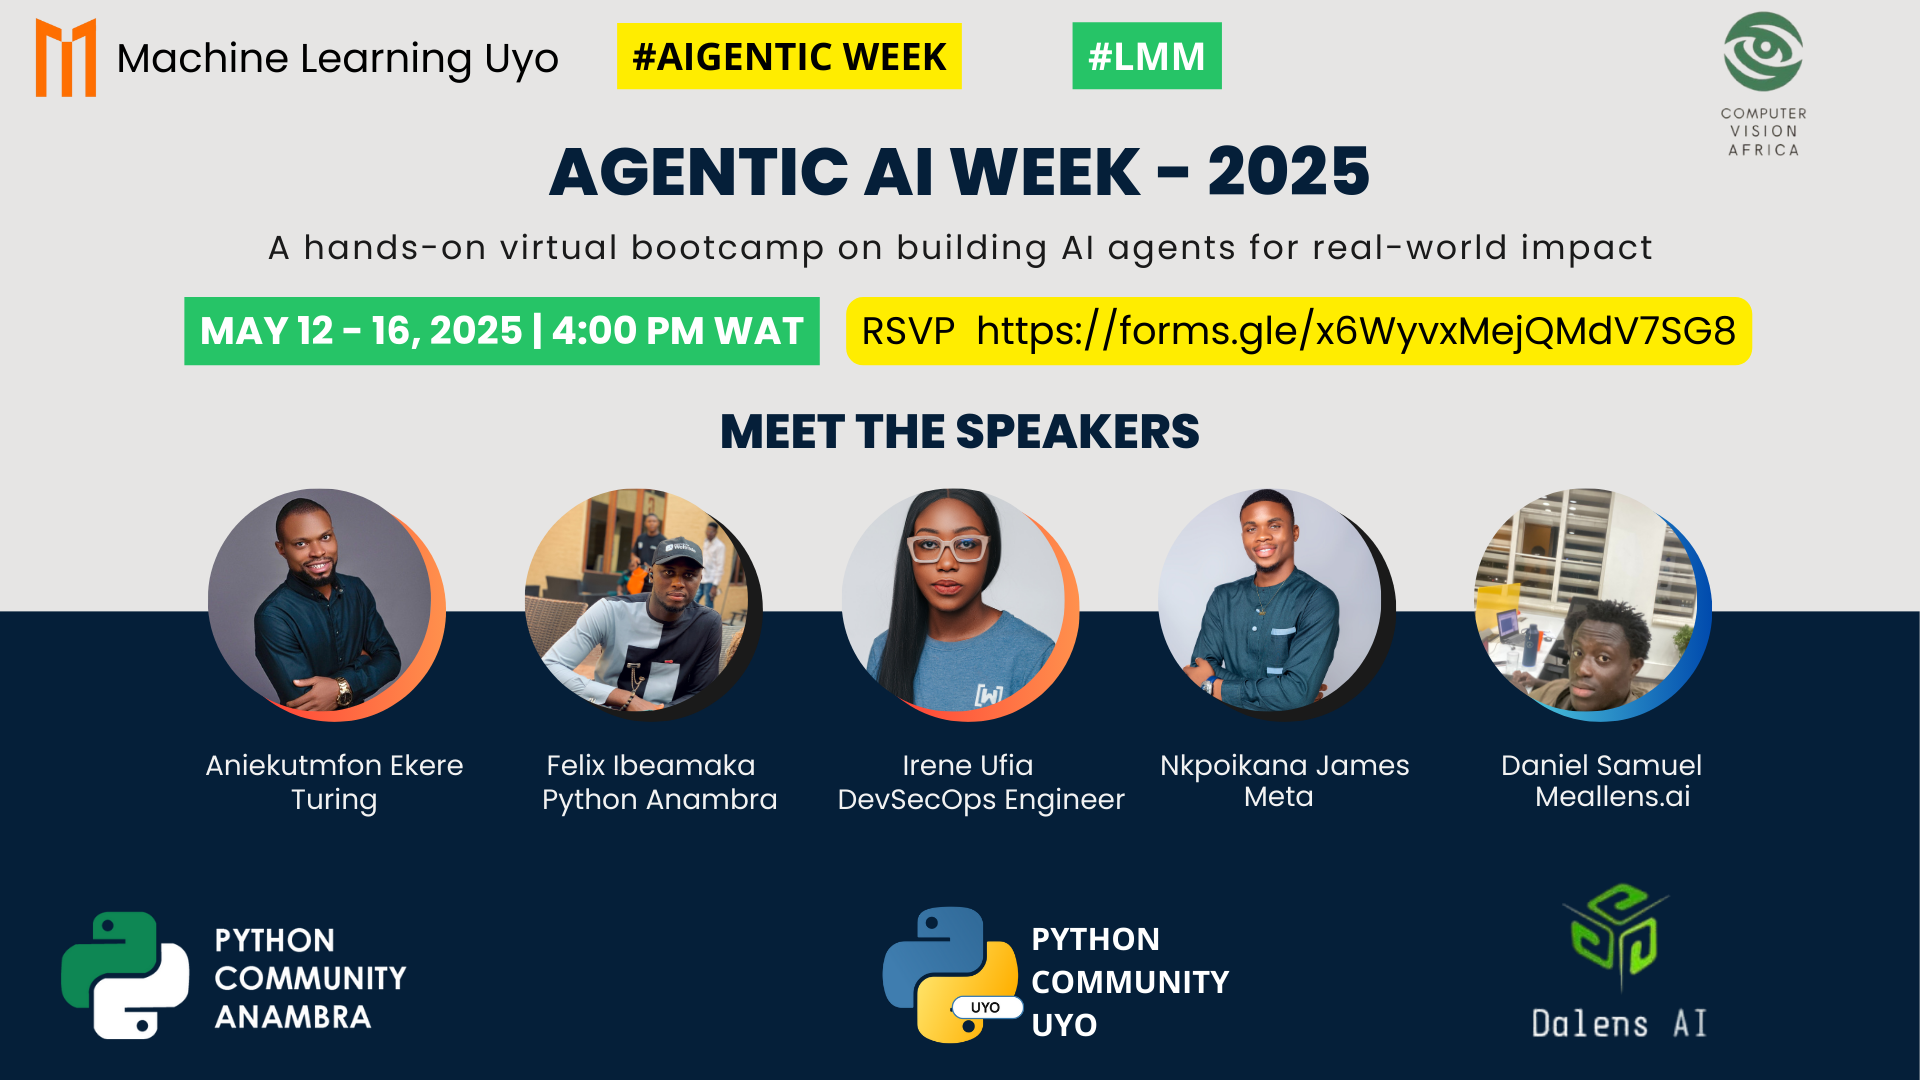 Machine Learning Uyo
#AIGENTIC WEEK
#LMM
COMPUTER
VISION
AFRICA
AGENTIC AI WEEK - 2025
A hands-on virtual bootcamp on building AI agents for real-world impact
MAY 12 - 16, 2025 | 4:00 PM WAT
RSVP https://forms.gle/x6WyvxMejQMdV7SG8
MEET THE SPEAKERS
Aniekutmfon Ekere
Turing
Felix Ibeamaka
Python Anambra
Irene Ufia
DevSecOps Engineer
Nkpoikana James
Meta
Daniel Samuel
Meallens.ai
PYTHON
COMMUNITY
ANAMBRA
UYO
PYTHON
COMMUNITY
UYO
Dalens AI